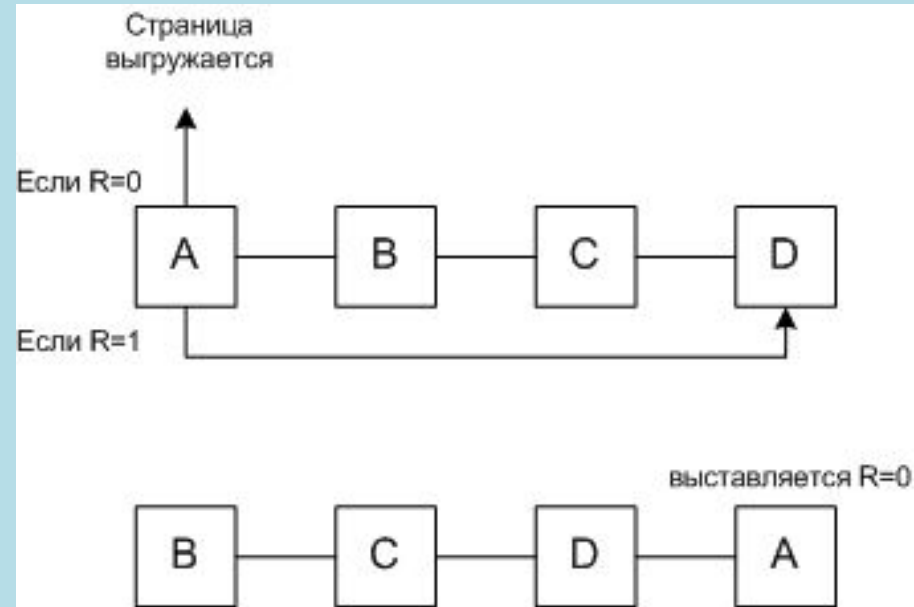 Страница
выгружается
Если R=0
A B C D
Если R=1
выставляется R=0
B C D A